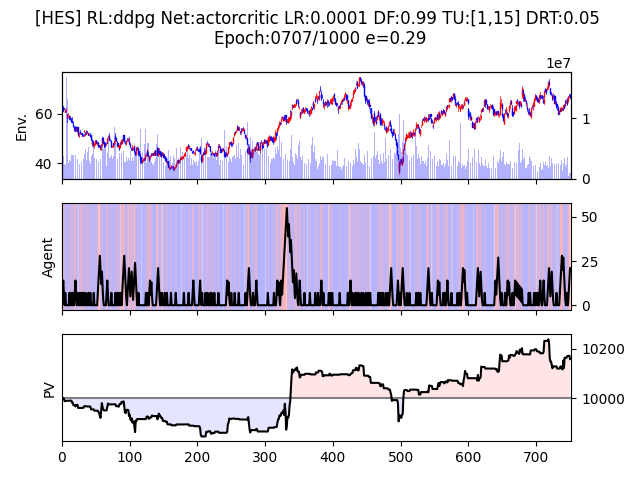 [HES] RL:ddpg Net:actorcritic LR:0.0001 DF:0.99 TU:[1,15] DRT:0.05
Epoch:0707/1000 e=0.29
1e7
Env.
60
40
1
0
Agent
50
25
0
PV
10200
10000
0 100 200 300 400 500 600 700